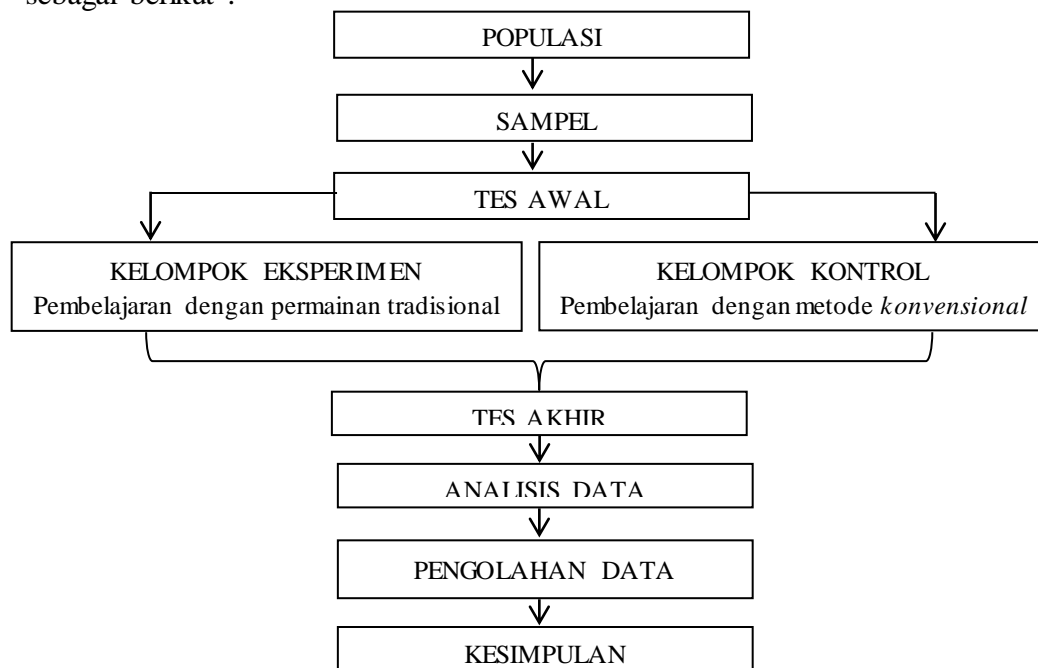 sebagai berikut :
POPULASI
SAMPEL
TES AWAL
KELOMPOK EKSPERIMEN
Pembelajaran dengan permainan tradisional
KELOMPOK KONTROL
Pembelajaran dengan metode konvensional
TES AKHIR
ANALISIS DATA
PENGOLAHAN DATA
KESIMPULAN